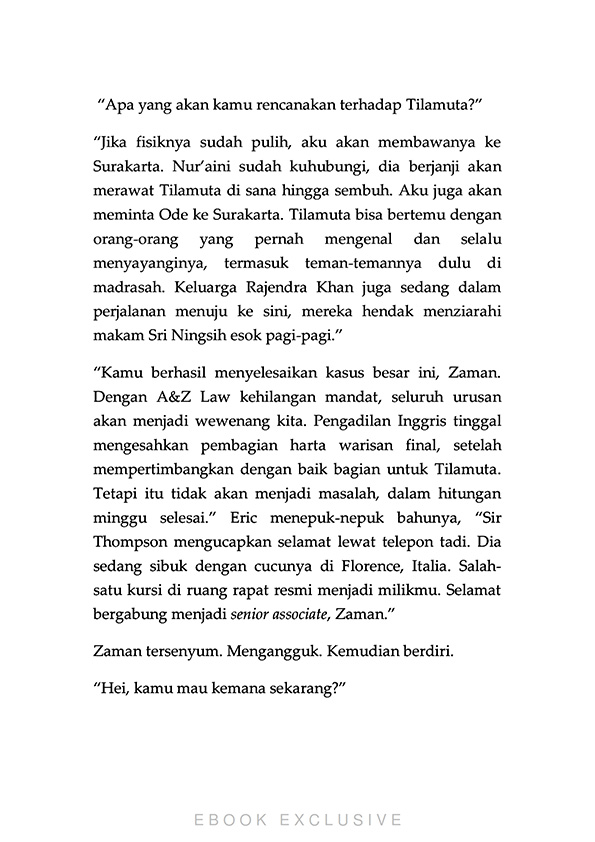 “Apa yang akan kamu rencanakan terhadap Tilamuta?”
“Jika fisiknya sudah pulih, aku akan membawanya ke
Surakarta. Nur’aini sudah kuhubungi, dia berjanji akan
merawat Tilamuta di sana hingga sembuh. Aku juga akan
meminta Ode ke Surakarta. Tilamuta bisa bertemu dengan
orang-orang yang pernah mengenal dan selalu
menyayanginya, termasuk teman-temannya dulu di
madrasah. Keluarga Rajendra Khan juga sedang dalam
perjalanan menuju ke sini, mereka hendak menziarahi
makam Sri Ningsih esok pagi-pagi.”
“Kamu berhasil menyelesaikan kasus besar ini, Zaman.
Dengan A&Z Law kehilangan mandat, seluruh urusan
akan menjadi wewenang kita. Pengadilan Inggris tinggal
mengesahkan pembagian harta warisan final, setelah
mempertimbangkan dengan baik bagian untuk Tilamuta.
Tetapi itu tidak akan menjadi masalah, dalam hitungan
minggu selesai.” Eric menepuk-nepuk bahunya, “Sir
Thompson mengucapkan selamat lewat telepon tadi. Dia
sedang sibuk dengan cucunya di Florence, Italia. Salah-
satu kursi di ruang rapat resmi menjadi milikmu. Selamat
bergabung menjadi senior associate, Zaman.”
Zaman tersenyum. Mengangguk. Kemudian berdiri.
“Hei, kamu mau kemana sekarang?”
EBOOK EXCLUSIVE